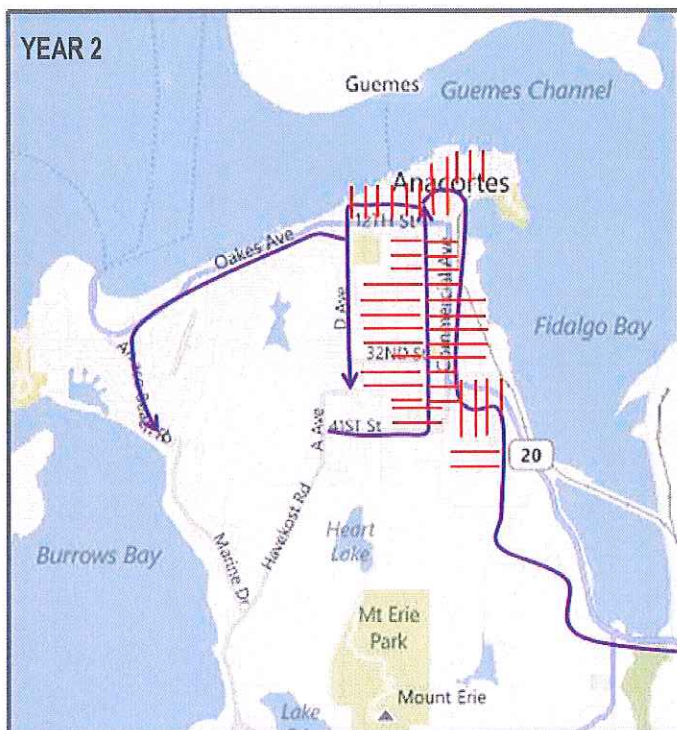 YEAR 2
Guemes
Guemes Channel
Anacortes
12TH St
Oakes Ave
D Ave
Commercial Ave
Fidalgo Bay
32ND St
A Ave
41ST St
20
Havekost Rd
Heart
Lake
Burrows Bay
Marine Dr
Mt Erie
Park
Mount Erie
Lake